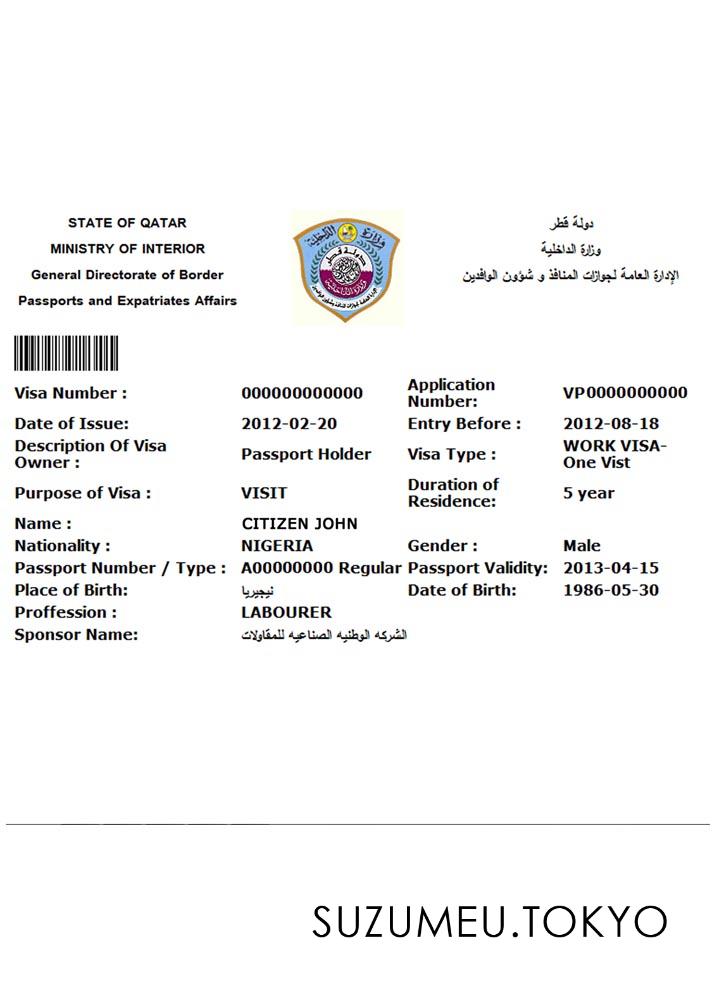 STATE OF QATAR
MINISTRY OF INTERIOR
General Directorate of Border
Passports and Expatriates Affairs
دولة قطر
وزارة الداخلية
الإدارة العامة لجوازات المنافذ و شؤون الوافدين
وزارة الداخلية
دولة قطر
Visa Number : 000000000000 Application Number: VP0000000000
Date of Issue: 2012-02-20 Entry Before : 2012-08-18
Description Of Visa Owner : Passport Holder Visa Type : WORK VISA-One Vist
Purpose of Visa : VISIT Duration of Residence: 5 year
Name : CITIZEN JOHN
Nationality : NIGERIA Gender : Male
Passport Number / Type : A00000000 Regular Passport Validity: 2013-04-15
Place of Birth: نيجيريا Date of Birth: 1986-05-30
Proffession : LABOURER
Sponsor Name: الشركه الوطنيه الصناعيه للمقاولات
SUZUMEU.TOKYO